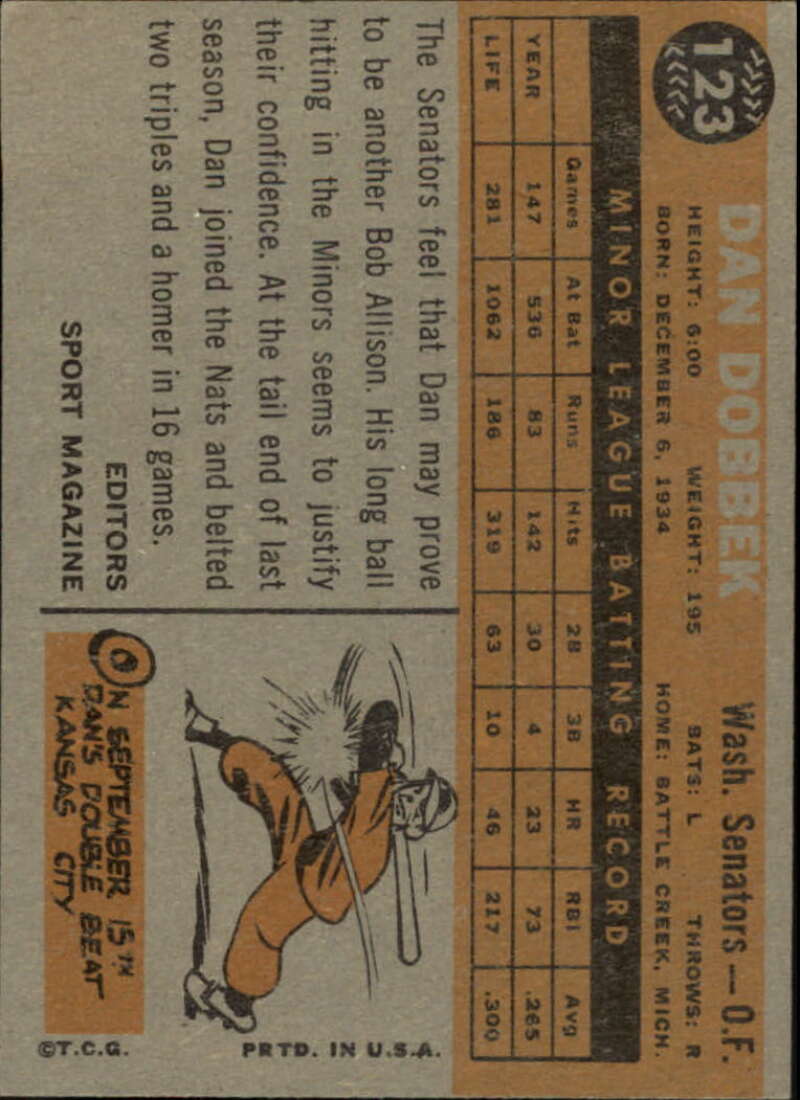 123
DAN DOBBEK Wash. Senators — O.F.
HEIGHT: 6:00 WEIGHT: 195 BATS: L THROWS: R
BORN: DECEMBER 6, 1934 HOME: BATTLE CREEK, MICH.
MINOR LEAGUE BATTING RECORD
Games At Bat Runs Hits 2B 3B HR RBI Avg
YEAR 147 536 83 142 30 4 23 73 .265
LIFE 281 1062 186 319 63 10 46 217 .300
The Senators feel that Dan may prove
to be another Bob Allison. His long ball
hitting in the Minors seems to justify
their confidence. At the tail end of last
season, Dan joined the Nats and belted
two triples and a homer in 16 games.
EDITORS
SPORT MAGAZINE
ON SEPTEMBER 15TH
DAN'S DOUBLE BEAT
KANSAS CITY
PRTD. IN U.S.A.
©T.C.G.